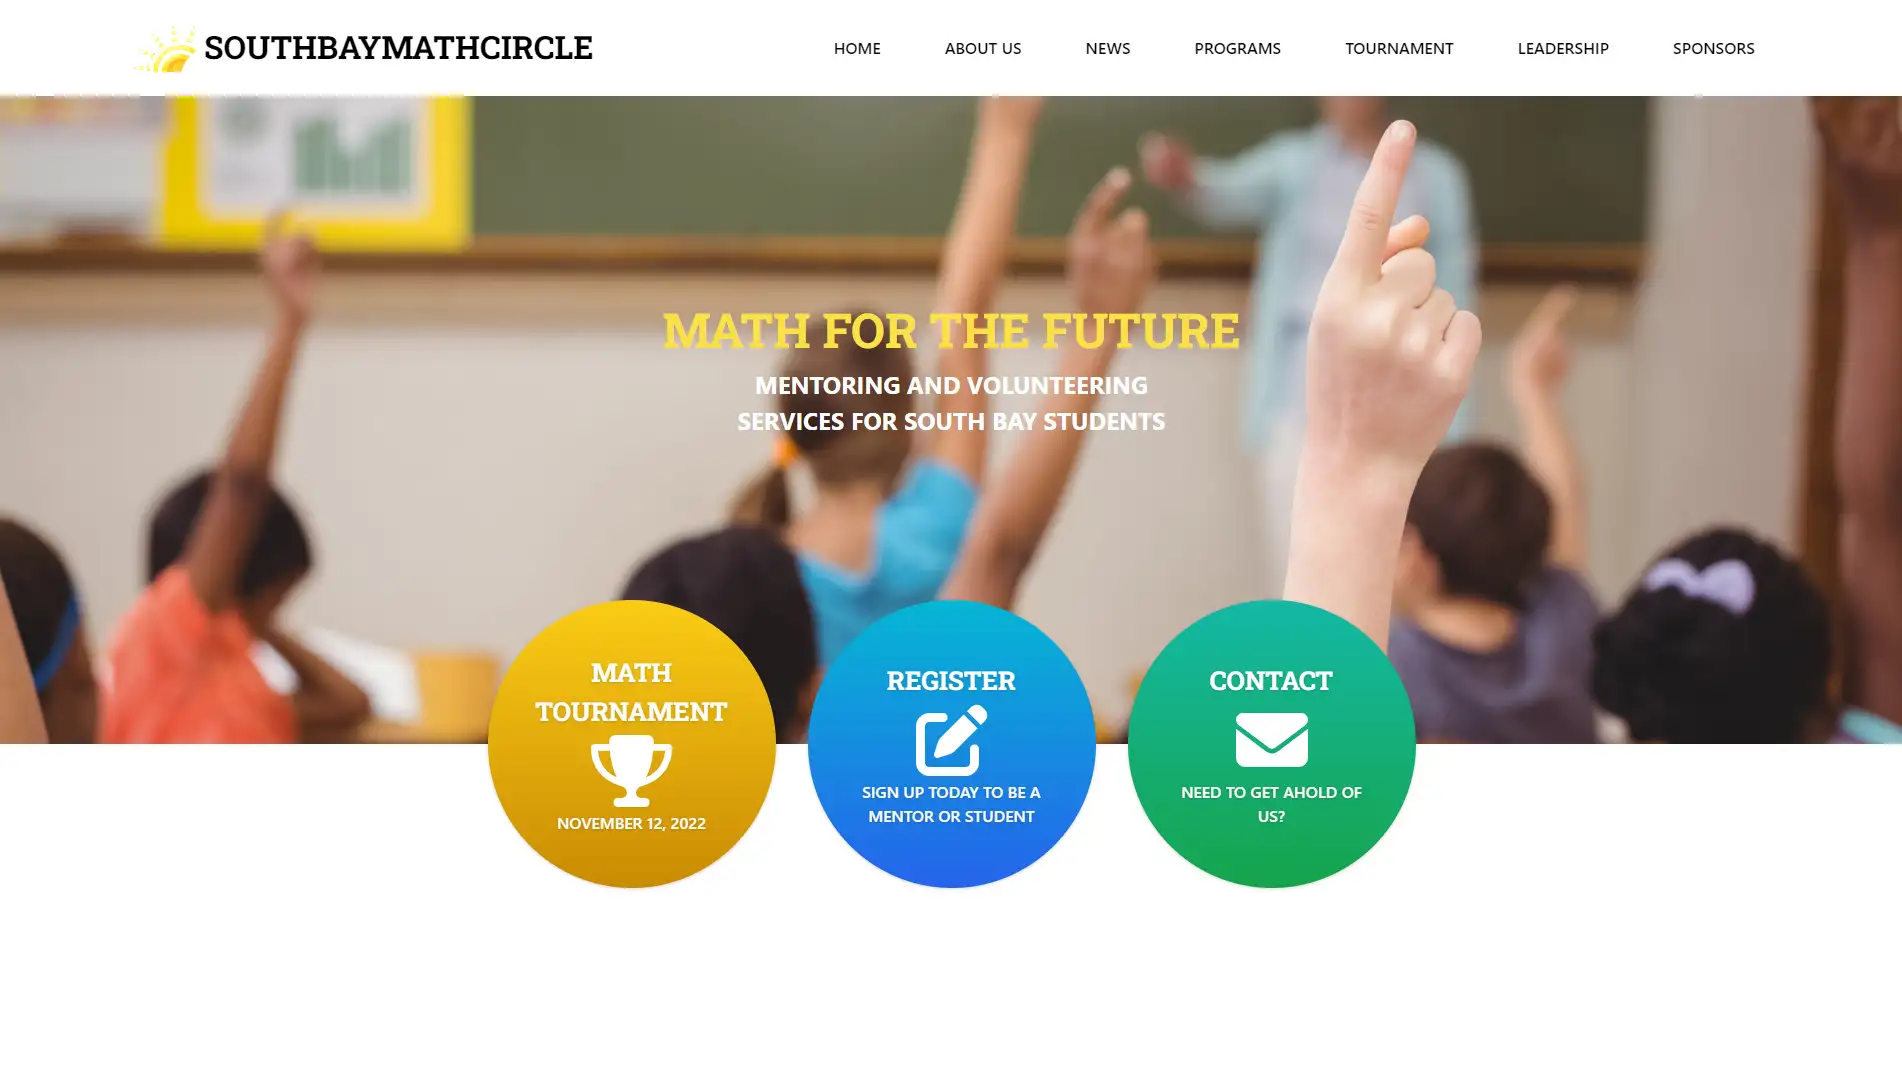 SOUTHBAYMATHCIRCLE
HOME
ABOUT US
NEWS
PROGRAMS
TOURNAMENT
LEADERSHIP
SPONSORS
MATH FOR THE FUTURE
MENTORING AND VOLUNTEERING
SERVICES FOR SOUTH BAY STUDENTS
MATH
TOURNAMENT
NOVEMBER 12, 2022
REGISTER
SIGN UP TODAY TO BE A
MENTOR OR STUDENT
CONTACT
NEED TO GET AHOLD OF
US?